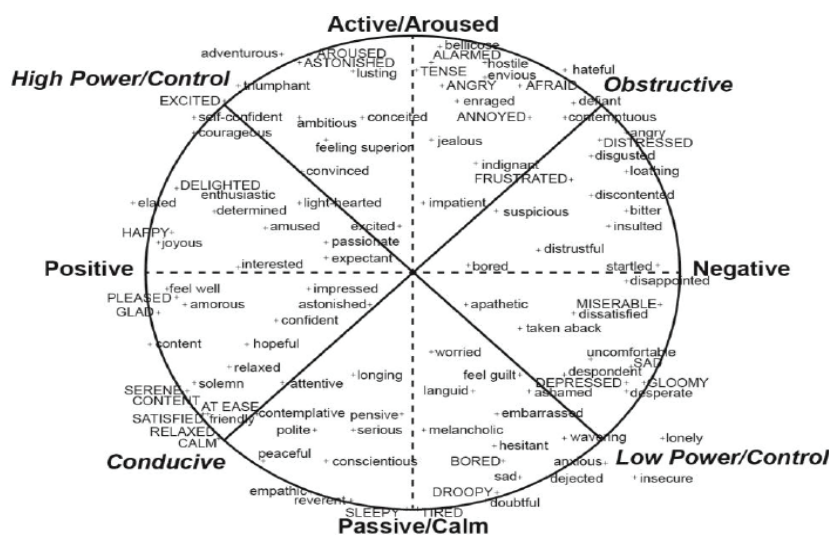 Active/Aroused
adventurous
AROUSED
bellicose
ALARMED
ASTONISHED
hostile
High Power/Control
lusting
TENSE
envious
hateful
triumphant
ANGRY
AFRAID
Obstructive
EXCITED
enraged
defiant
self-confident
ambitious
conceited
ANNOYED
contemptuous
courageous
angry
feeling superior
jealous
DISTRESSED
disgusted
convinced
indignant
loathing
FRUSTRATED
DELIGHTED
enthusiastic
discontented
elated
light-hearted
impatient
determined
suspicious
bitter
HAPPY
amused
excited
insulted
joyous
passionate
distrustful
interested
expectant
bored
startled
Positive
Negative
feel well
impressed
disappointed
PLEASED
amorous
astonished
apathetic
MISERABLE
GLAD
confident
dissatisfied
taken aback
content
hopeful
worried
uncomfortable
relaxed
SAD
solemn
attentive
longing
feel guilt
despondent
SERENE
DEPRESSED
GLOOMY
CONTENT
languid
ashamed
desperate
AT EASE
SATISFIED
friendly
contemplative
pensive
embarrassed
RELAXED
polite
serious
melancholic
wavering
lonely
CALM
hesitant
Conducive
peaceful
conscientious
BORED
anxious
Low Power/Control
sad
dejected
insecure
empathic
reverent
DROOPY
doubtful
SLEEPY
TIRED
Passive/Calm